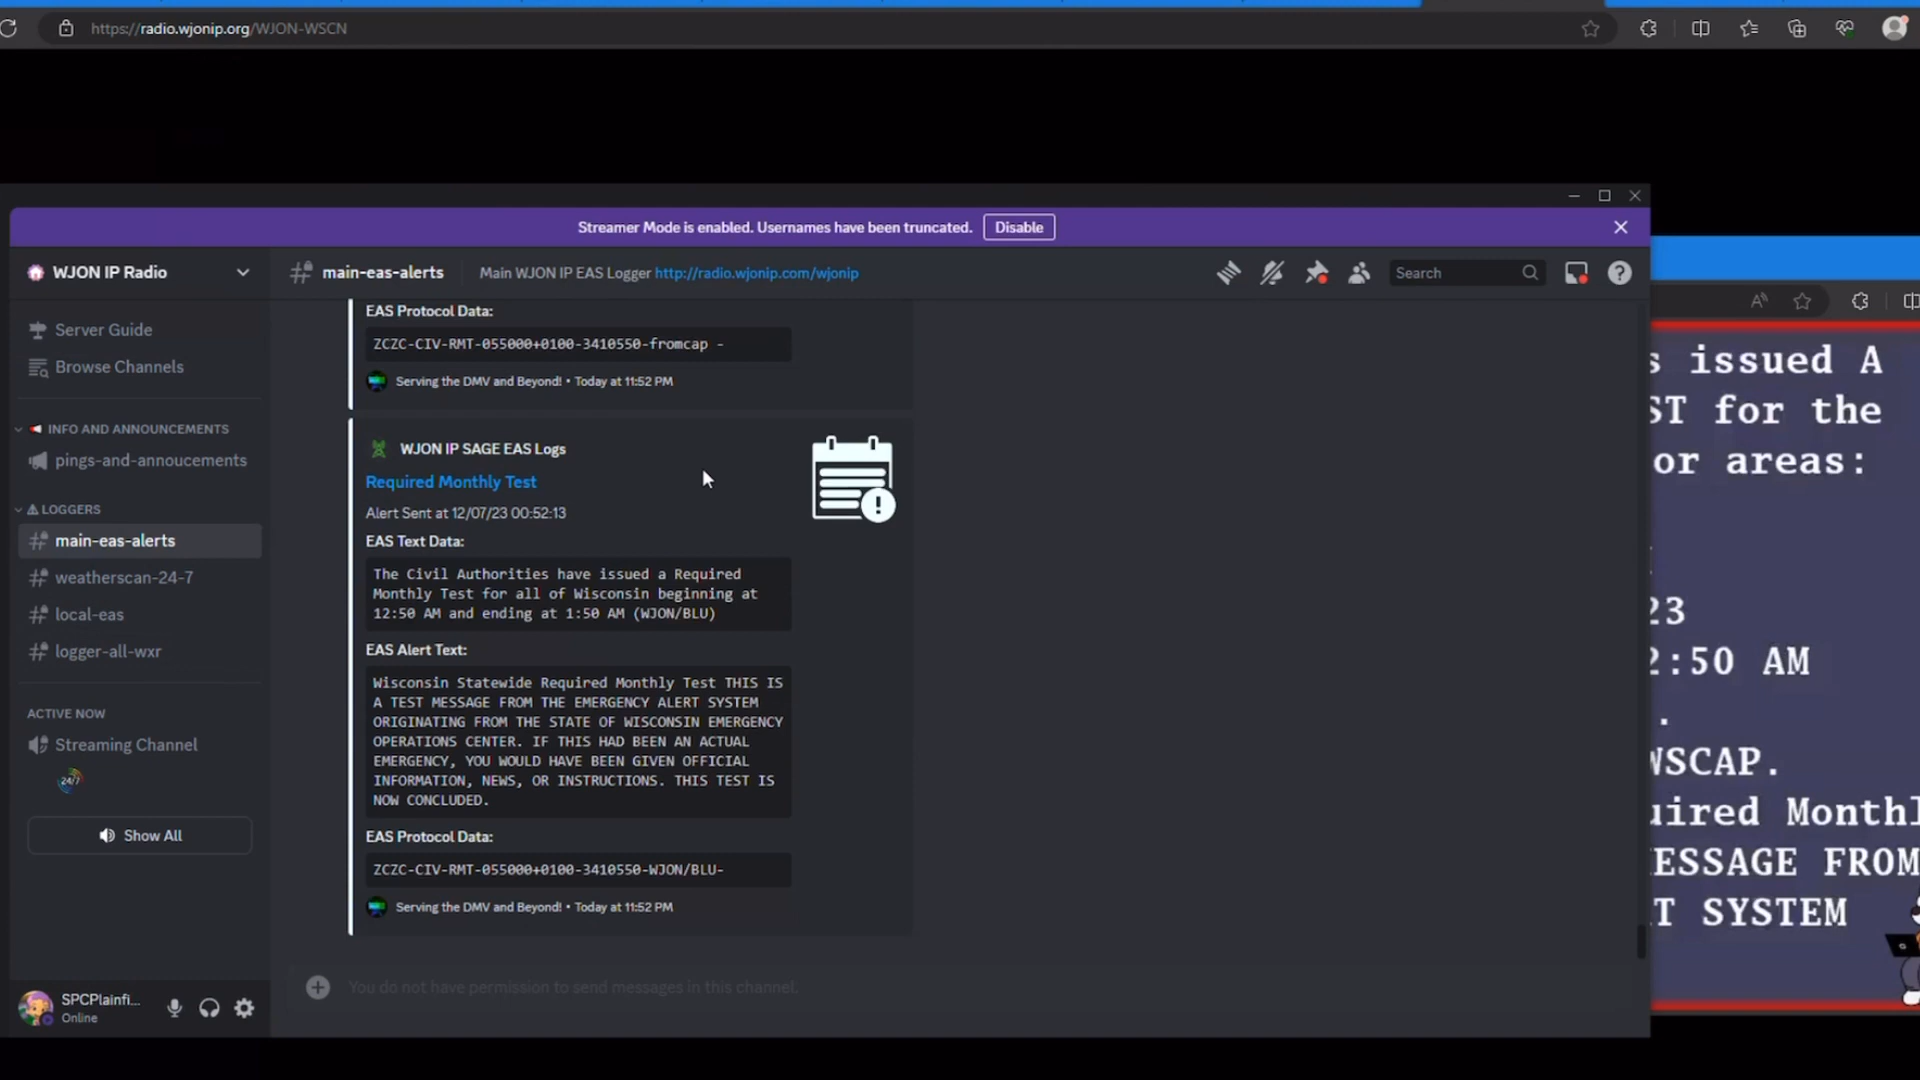 https://radio.wjonip.org/WJON-WSCN
Streamer Mode is enabled. Usernames have been truncated. Disable
WJON IP Radio
main-eas-alerts
Main WJON IP EAS Logger http://radio.wjonip.com/wjonip
Search
Server Guide
Browse Channels
INFO AND ANNOUNCEMENTS
pings-and-annoucements
LOGGERS
main-eas-alerts
weatherscan-24-7
local-eas
logger-all-wxr
ACTIVE NOW
Streaming Channel
24/7
Show All
SPCPlainfi...
Online
EAS Protocol Data:
ZCZC-CIV-RMT-055000+0100-3410550-fromcap -
Serving the DMV and Beyond! • Today at 11:52 PM
WJON IP SAGE EAS Logs
Required Monthly Test
Alert Sent at 12/07/23 00:52:13
EAS Text Data:
The Civil Authorities have issued a Required
Monthly Test for all of Wisconsin beginning at
12:50 AM and ending at 1:50 AM (WJON/BLU)
EAS Alert Text:
Wisconsin Statewide Required Monthly Test THIS IS
A TEST MESSAGE FROM THE EMERGENCY ALERT SYSTEM
ORIGINATING FROM THE STATE OF WISCONSIN EMERGENCY
OPERATIONS CENTER. IF THIS HAD BEEN AN ACTUAL
EMERGENCY, YOU WOULD HAVE BEEN GIVEN OFFICIAL
INFORMATION, NEWS, OR INSTRUCTIONS. THIS TEST IS
NOW CONCLUDED.
EAS Protocol Data:
ZCZC-CIV-RMT-055000+0100-3410550-WJON/BLU-
Serving the DMV and Beyond! • Today at 11:52 PM
You do not have permission to send messages in this channel.
s issued A
ST for the
or areas:
23
2:50 AM
.
WSCAP.
uired Monthl
ESSAGE FROM
T SYSTEM